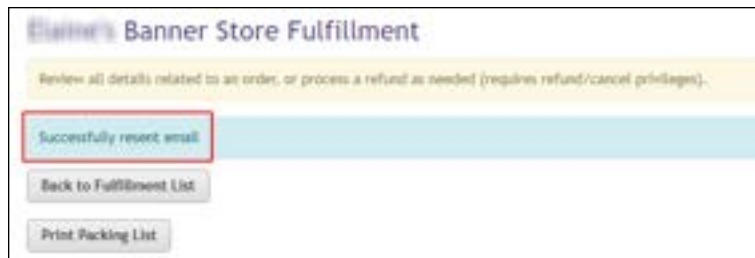 Banner Store Fulfillment
Review all details related to an order, or process a refund as needed (requires refund/cancel privileges).
Successfully resent email
Back to Fulfillment List
Print Packing List